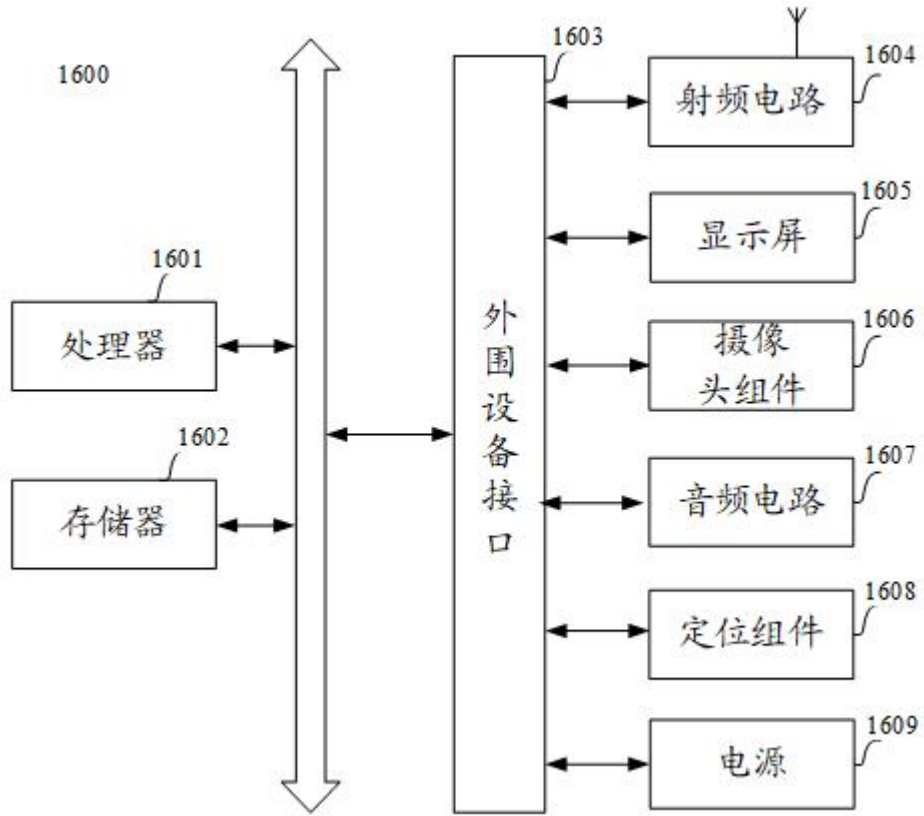 1600
1601
处理器
1602
存储器
1603
外围设备接口
1604
射频电路
1605
显示屏
1606
摄像
头组件
1607
音频电路
1608
定位组件
1609
电源